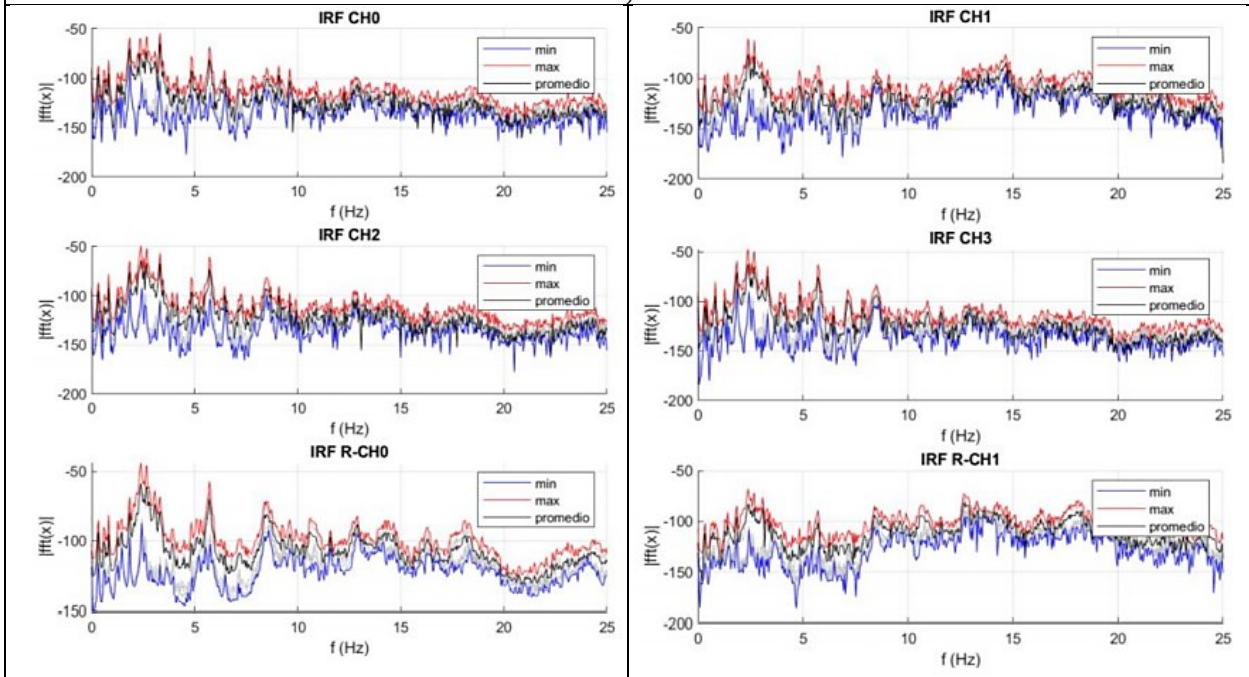 IRF CH0
-50
-100
-150
-200
|fft(x)|
0 5 10 15 20 25
f (Hz)
min
max
promedio
IRF CH1
-50
-100
-150
-200
|fft(x)|
0 5 10 15 20 25
f (Hz)
min
max
promedio
IRF CH2
-50
-100
-150
-200
|fft(x)|
0 5 10 15 20 25
f (Hz)
min
max
promedio
IRF CH3
-50
-100
-150
-200
|fft(x)|
0 5 10 15 20 25
f (Hz)
min
max
promedio
IRF R-CH0
-50
-100
-150
|fft(x)|
0 5 10 15 20 25
f (Hz)
min
max
promedio
IRF R-CH1
-50
-100
-150
-200
|fft(x)|
0 5 10 15 20 25
f (Hz)
min
max
promedio